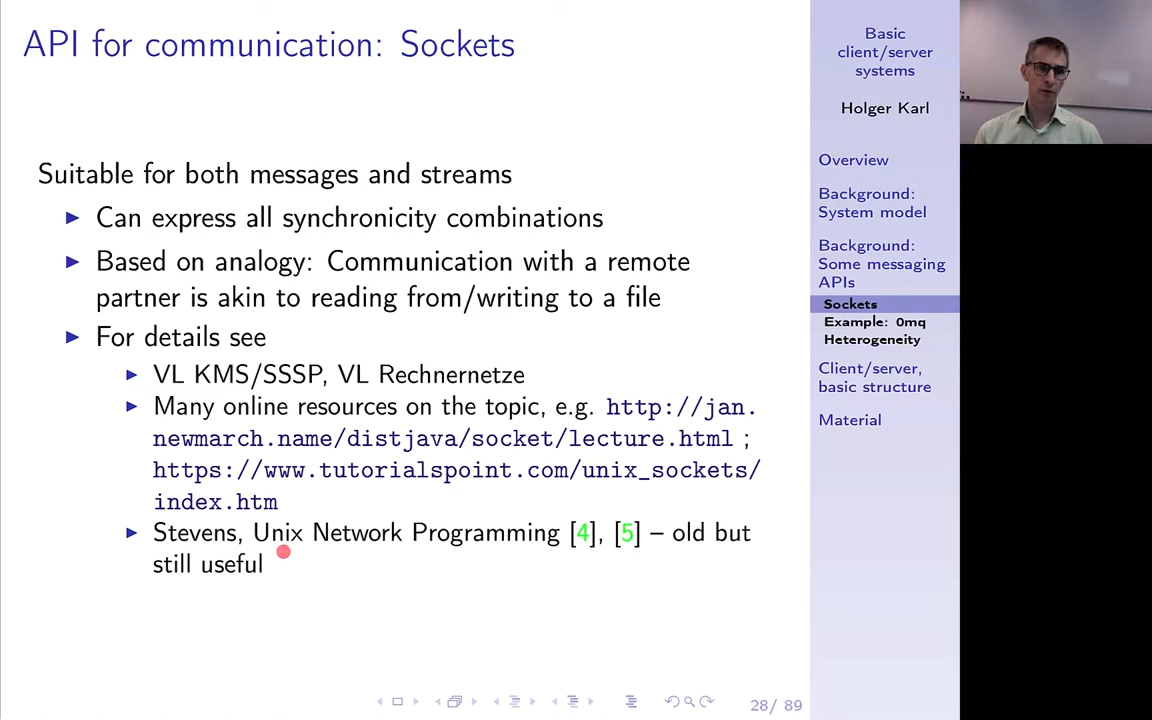 API for communication: Sockets
Suitable for both messages and streams
Can express all synchronicity combinations
Based on analogy: Communication with a remote
partner is akin to reading from/writing to a file
For details see
VL KMS/SSSP, VL Rechnernetze
Many online resources on the topic, e.g. http://jan.
newmarch.name/distjava/socket/lecture.html ;
https://www.tutorialspoint.com/unix_sockets/
index.htm
Stevens, Unix Network Programming [4], [5] – old but
still useful
28/ 89
Basic
client/server
systems
Holger Karl
Overview
Background:
System model
Background:
Some messaging
APIs
Sockets
Example: 0mq
Heterogeneity
Client/server,
basic structure
Material